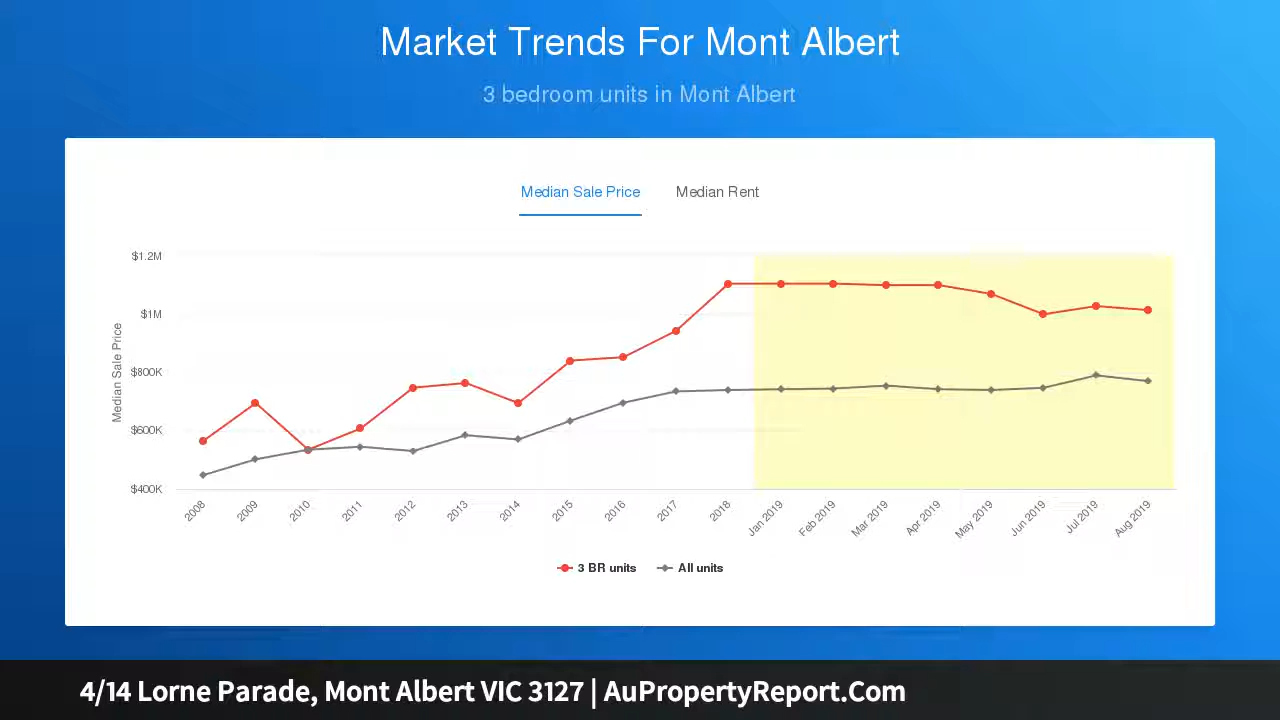 Market Trends For Mont Albert
3 bedroom units in Mont Albert
Median Sale Price Median Rent
$1.2M
$1M
$800K
$600K
$400K
Median Sale Price
2008 2009 2010 2011 2012 2013 2014 2015 2016 2017 2018 Jan 2019 Feb 2019 Mar 2019 Apr 2019 May 2019 Jun 2019 Jul 2019 Aug 2019
3 BR units All units
4/14 Lorne Parade, Mont Albert VIC 3127 | AuPropertyReport.Com